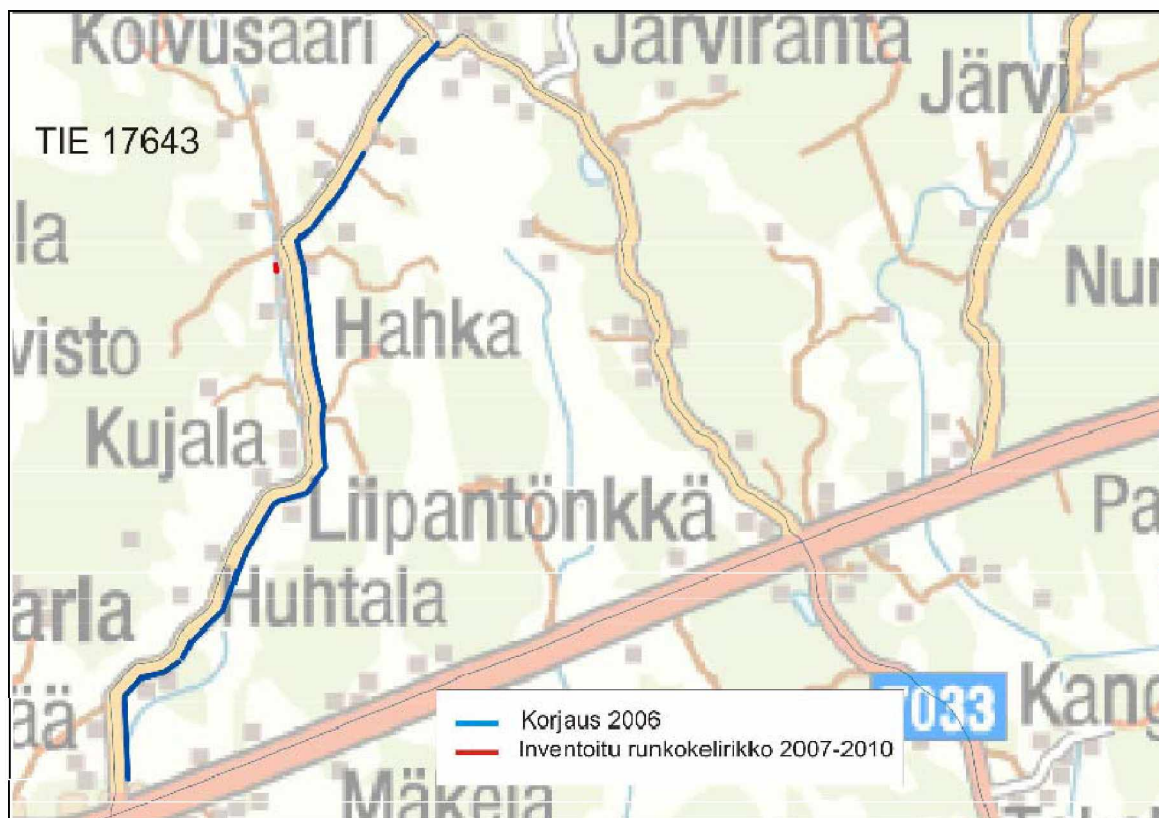 Koivusaari
Järviranta
Järvi
TIE 17643
la
Nur
Hahka
visto
Kujala
Liipantönkkä
Pa
Huhtala
arla
ää
7033
Kang
Korjaus 2006
Inventoitu runkokelirikko 2007-2010
Mäkelä